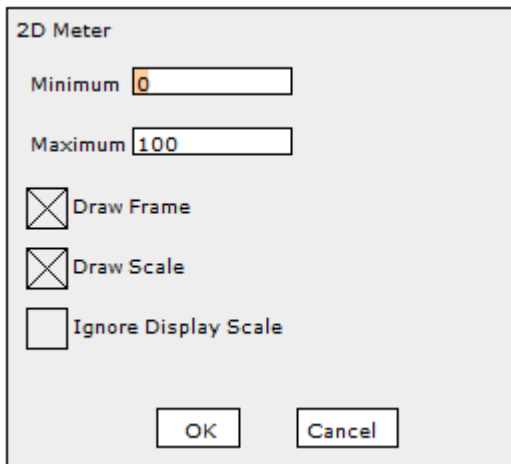 2D Meter
Minimum 0
Maximum 100
Draw Frame
Draw Scale
Ignore Display Scale
OK Cancel